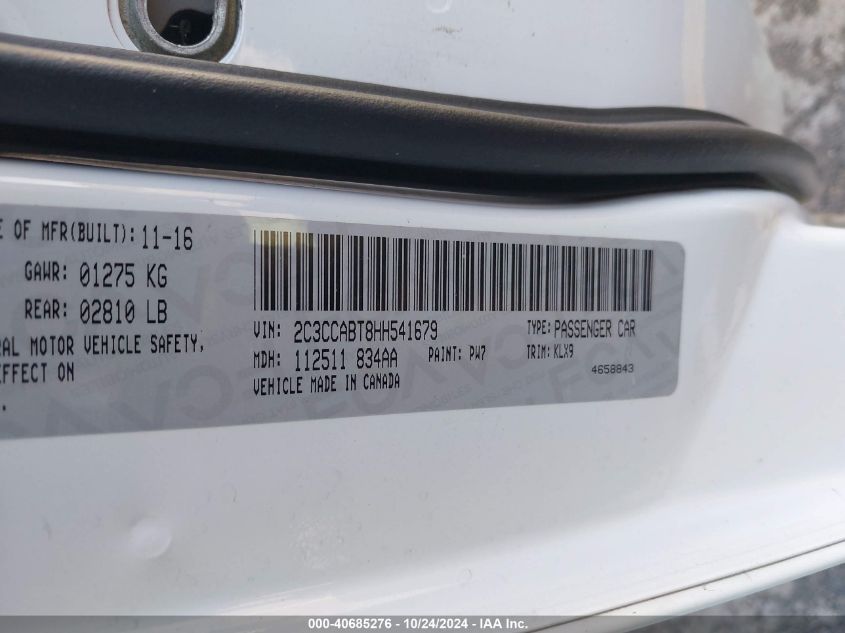 E OF MFR(BUILT): 11-16
GAWR: 01275 KG
REAR: 02810 LB
AL MOTOR VEHICLE SAFETY,
EFFECT ON
VIN: 2C3CCABT8HH541679
TYPE: PASSENGER CAR
MDH: 112511 834AA
PAINT: PW7
TRIM: KLX9
VEHICLE MADE IN CANADA
4658843
000-40685276 - 10/24/2024 - IAA Inc.